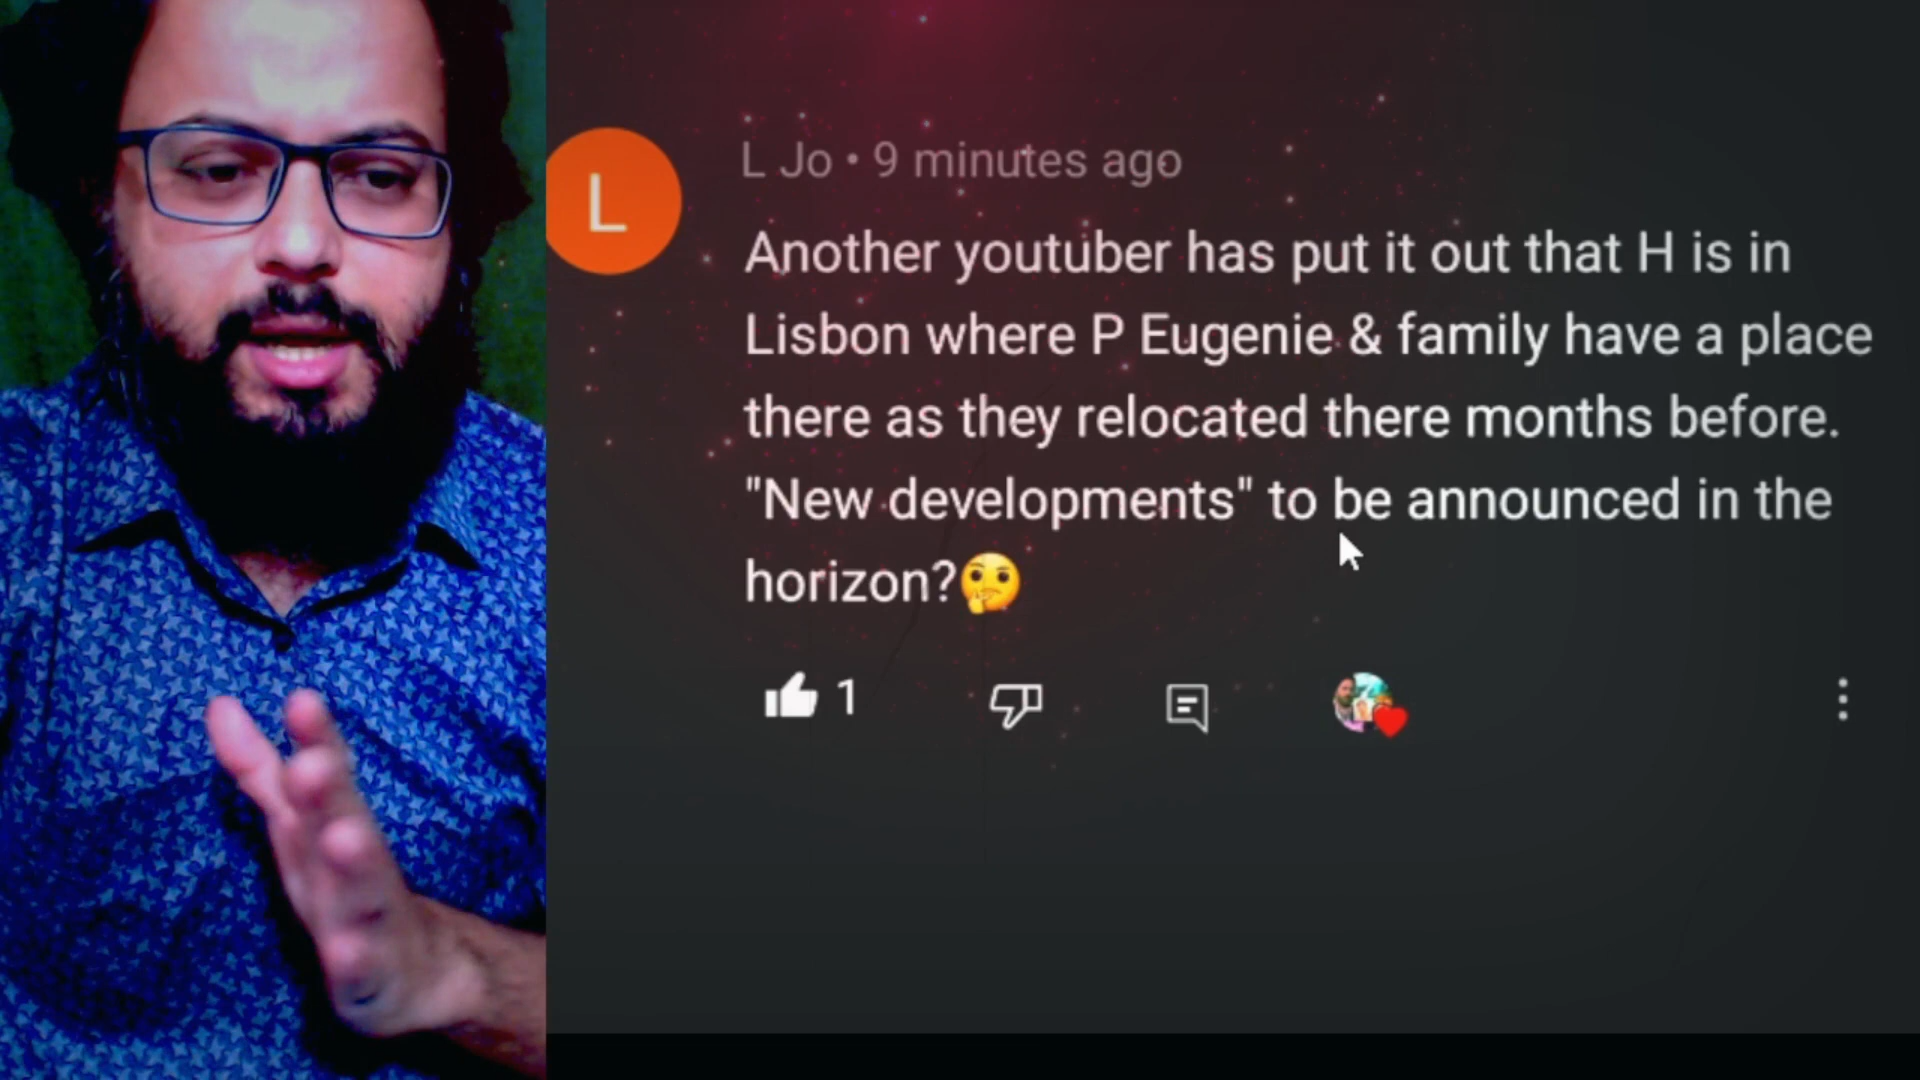 L
L Jo • 9 minutes ago
Another youtuber has put it out that H is in
Lisbon where P Eugenie & family have a place
there as they relocated there months before.
"New developments" to be announced in the
horizon?🤔
1